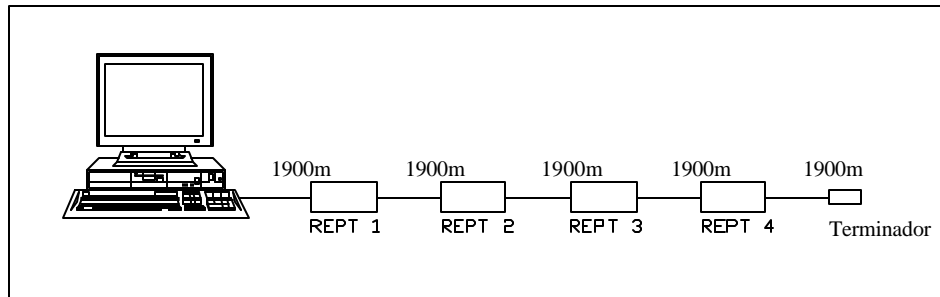 1900m 1900m 1900m 1900m 1900m
REPT 1 REPT 2 REPT 3 REPT 4 Terminador